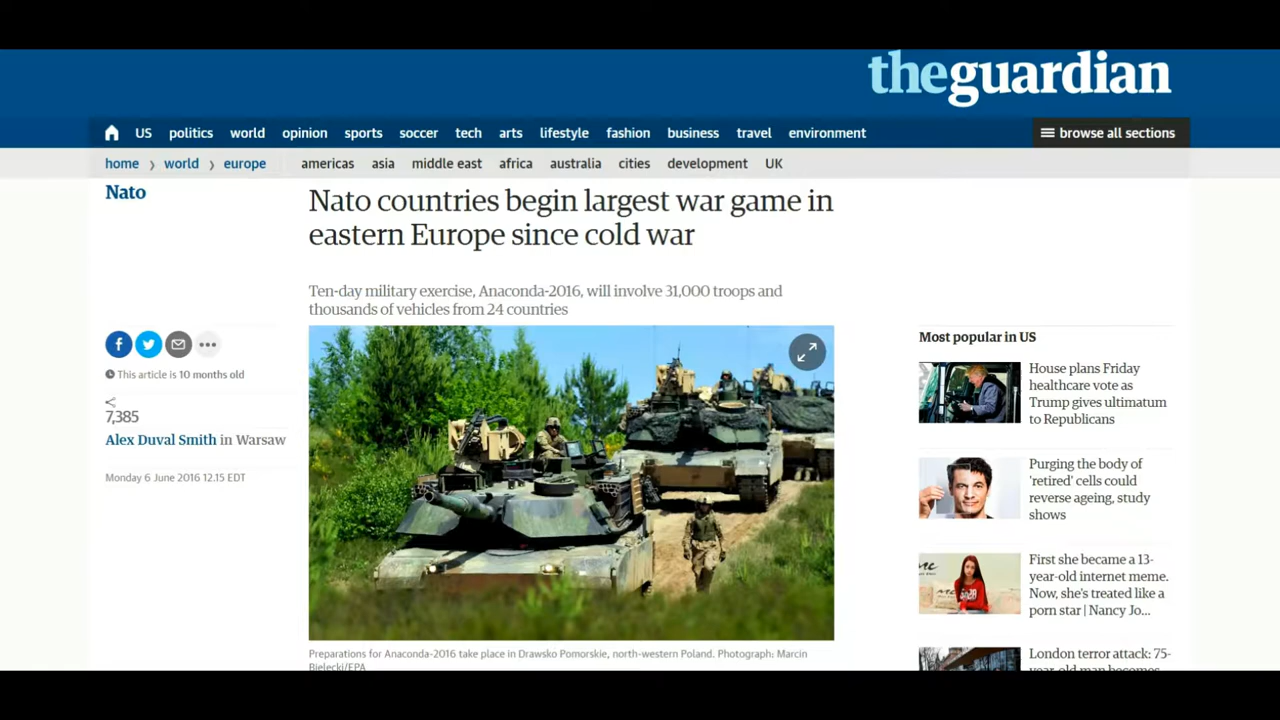 theguardian
US politics world opinion sports soccer tech arts lifestyle fashion business travel environment browse all sections
home › world › europe americas asia middle east africa australia cities development UK
Nato
Nato countries begin largest war game in
eastern Europe since cold war
Ten-day military exercise, Anaconda-2016, will involve 31,000 troops and
thousands of vehicles from 24 countries
This article is 10 months old
7,385
Alex Duval Smith in Warsaw
Monday 6 June 2016 12.15 EDT
Preparations for Anaconda-2016 take place in Drawsko Pomorskie, north-western Poland. Photograph: Marcin
Bielecki/EPA
Most popular in US
House plans Friday
healthcare vote as
Trump gives ultimatum
to Republicans
Purging the body of
'retired' cells could
reverse ageing, study
shows
First she became a 13-
year-old internet meme.
Now, she's treated like a
porn star | Nancy Jo...
London terror attack: 75-
year-old man becomes